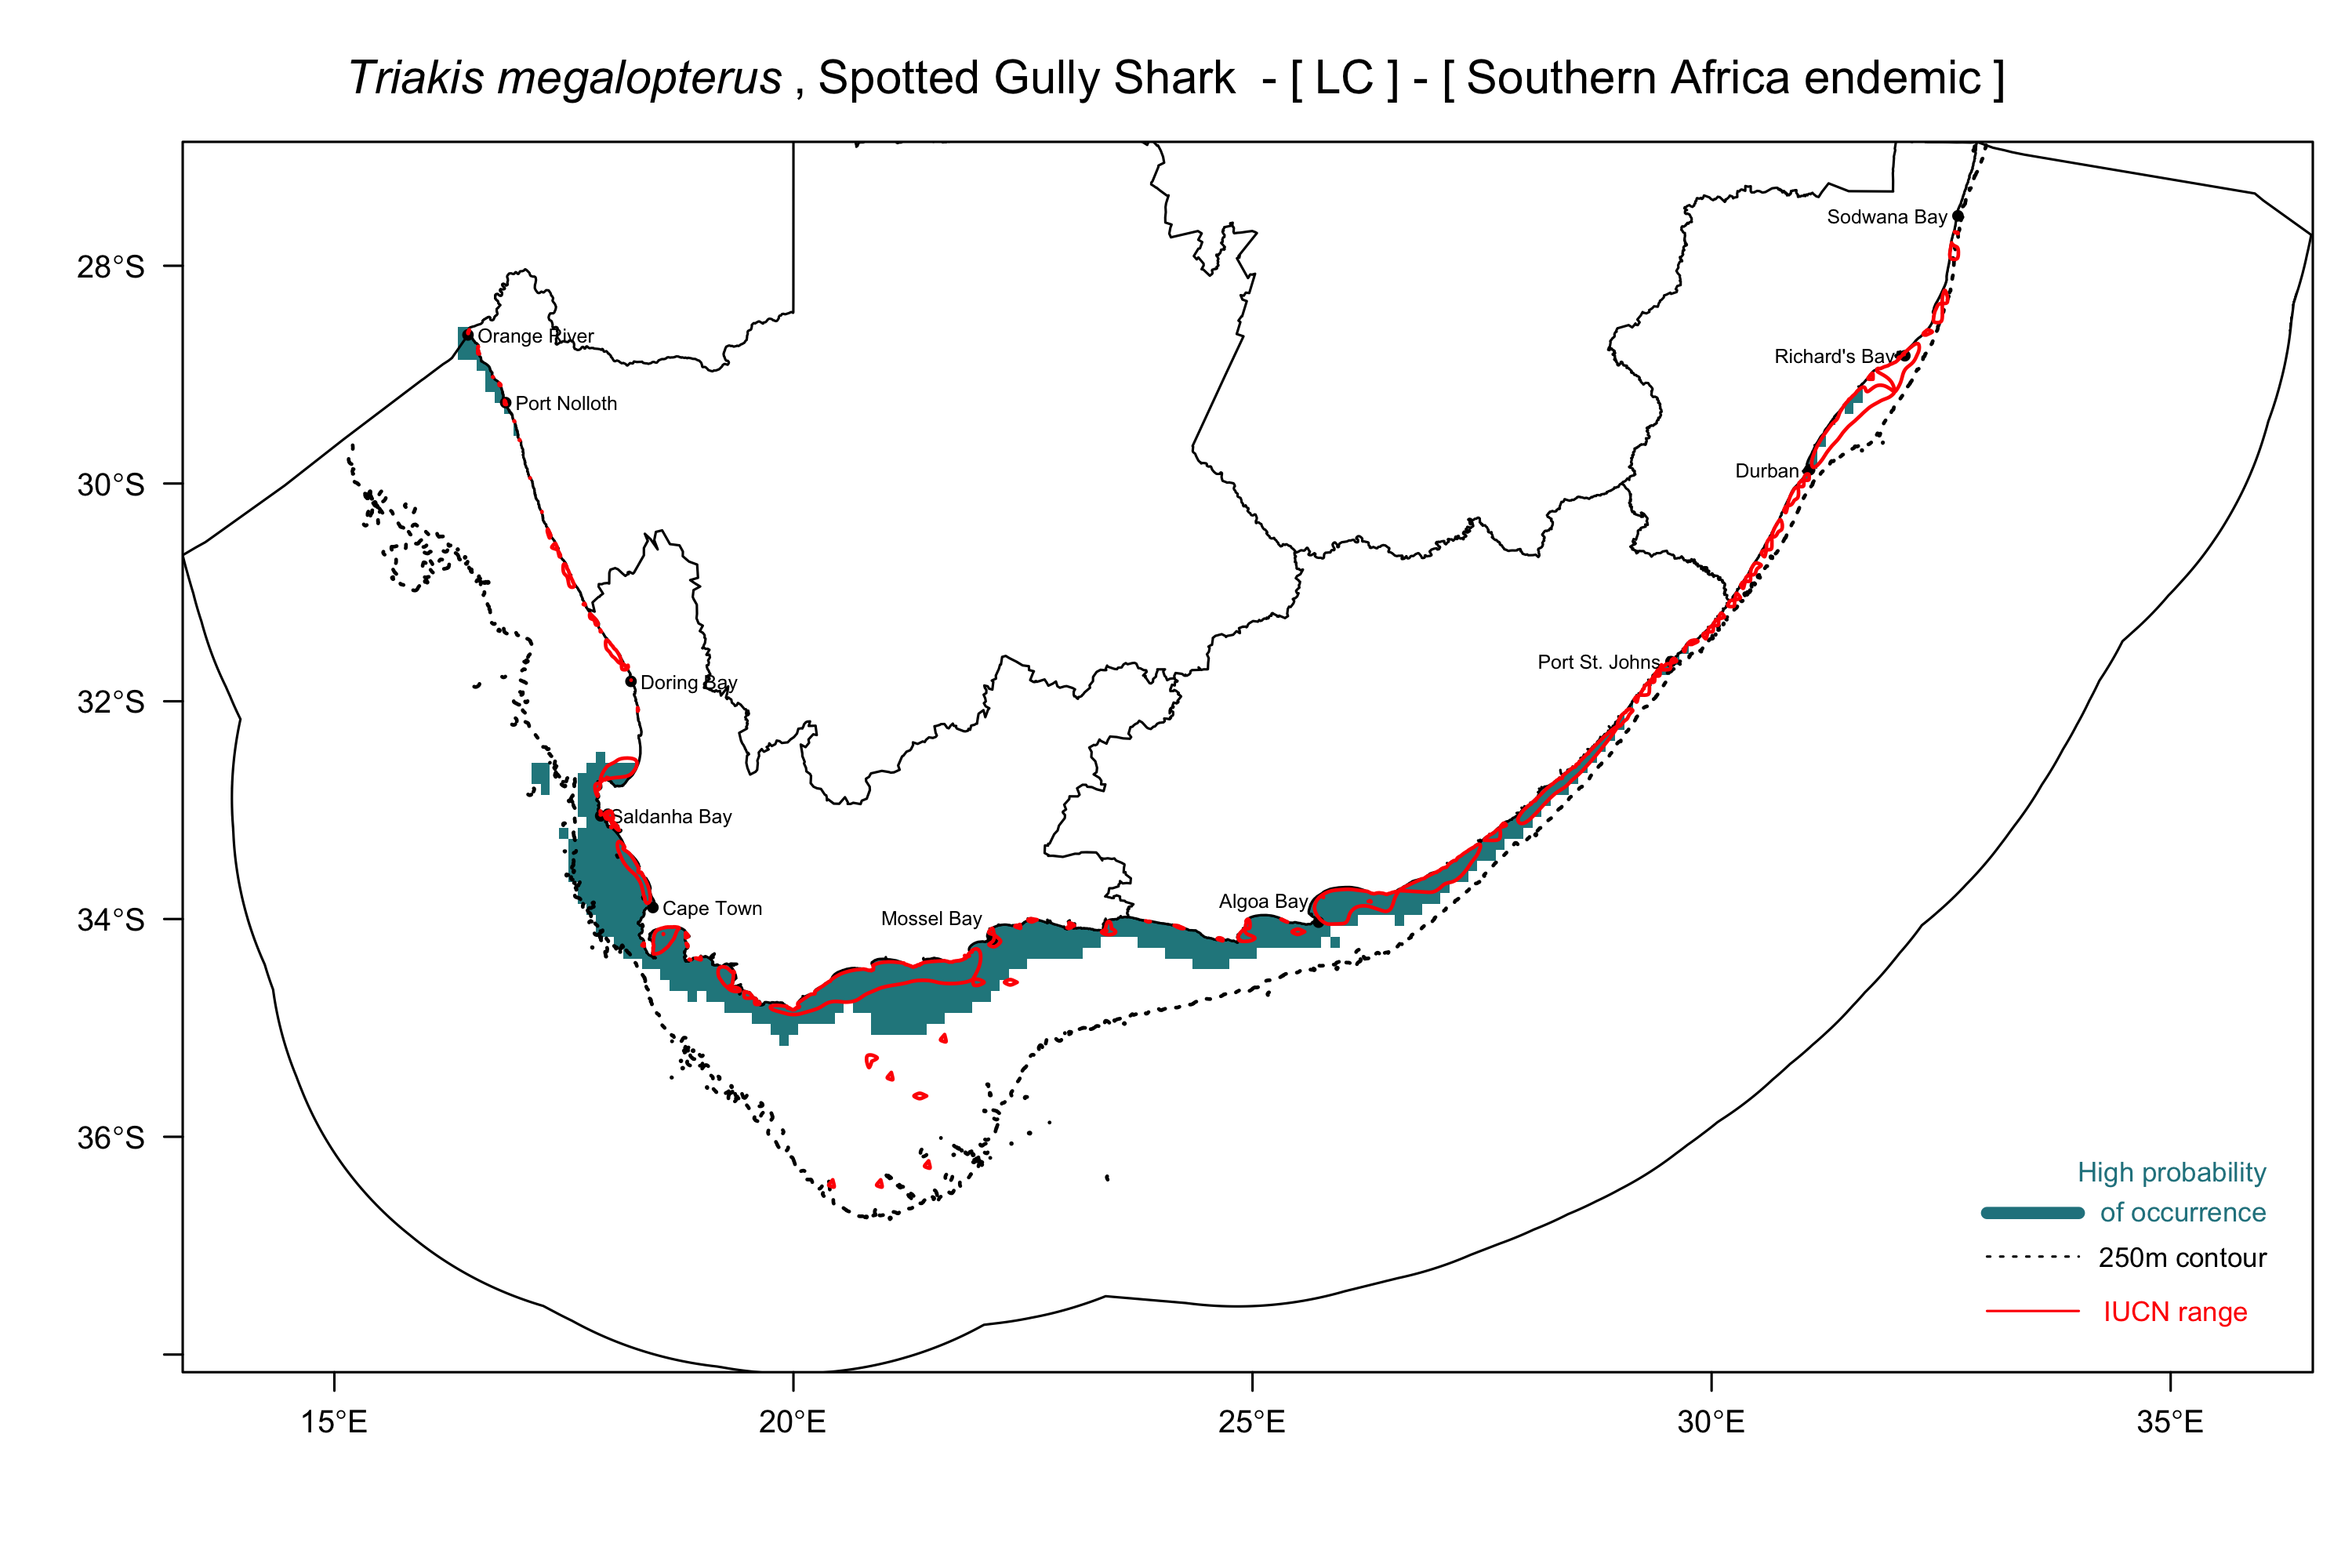 Triakis megalopterus , Spotted Gully Shark - [ LC ] - [ Southern Africa endemic ]
Sodwana Bay
28°S
Orange River
Richard's Bay
Port Nolloth
Durban
30°S
Port St. Johns
Doring Bay
32°S
Saldanha Bay
Algoa Bay
Cape Town
Mossel Bay
34°S
36°S
High probability
of occurrence
250m contour
IUCN range
15°E
20°E
25°E
30°E
35°E